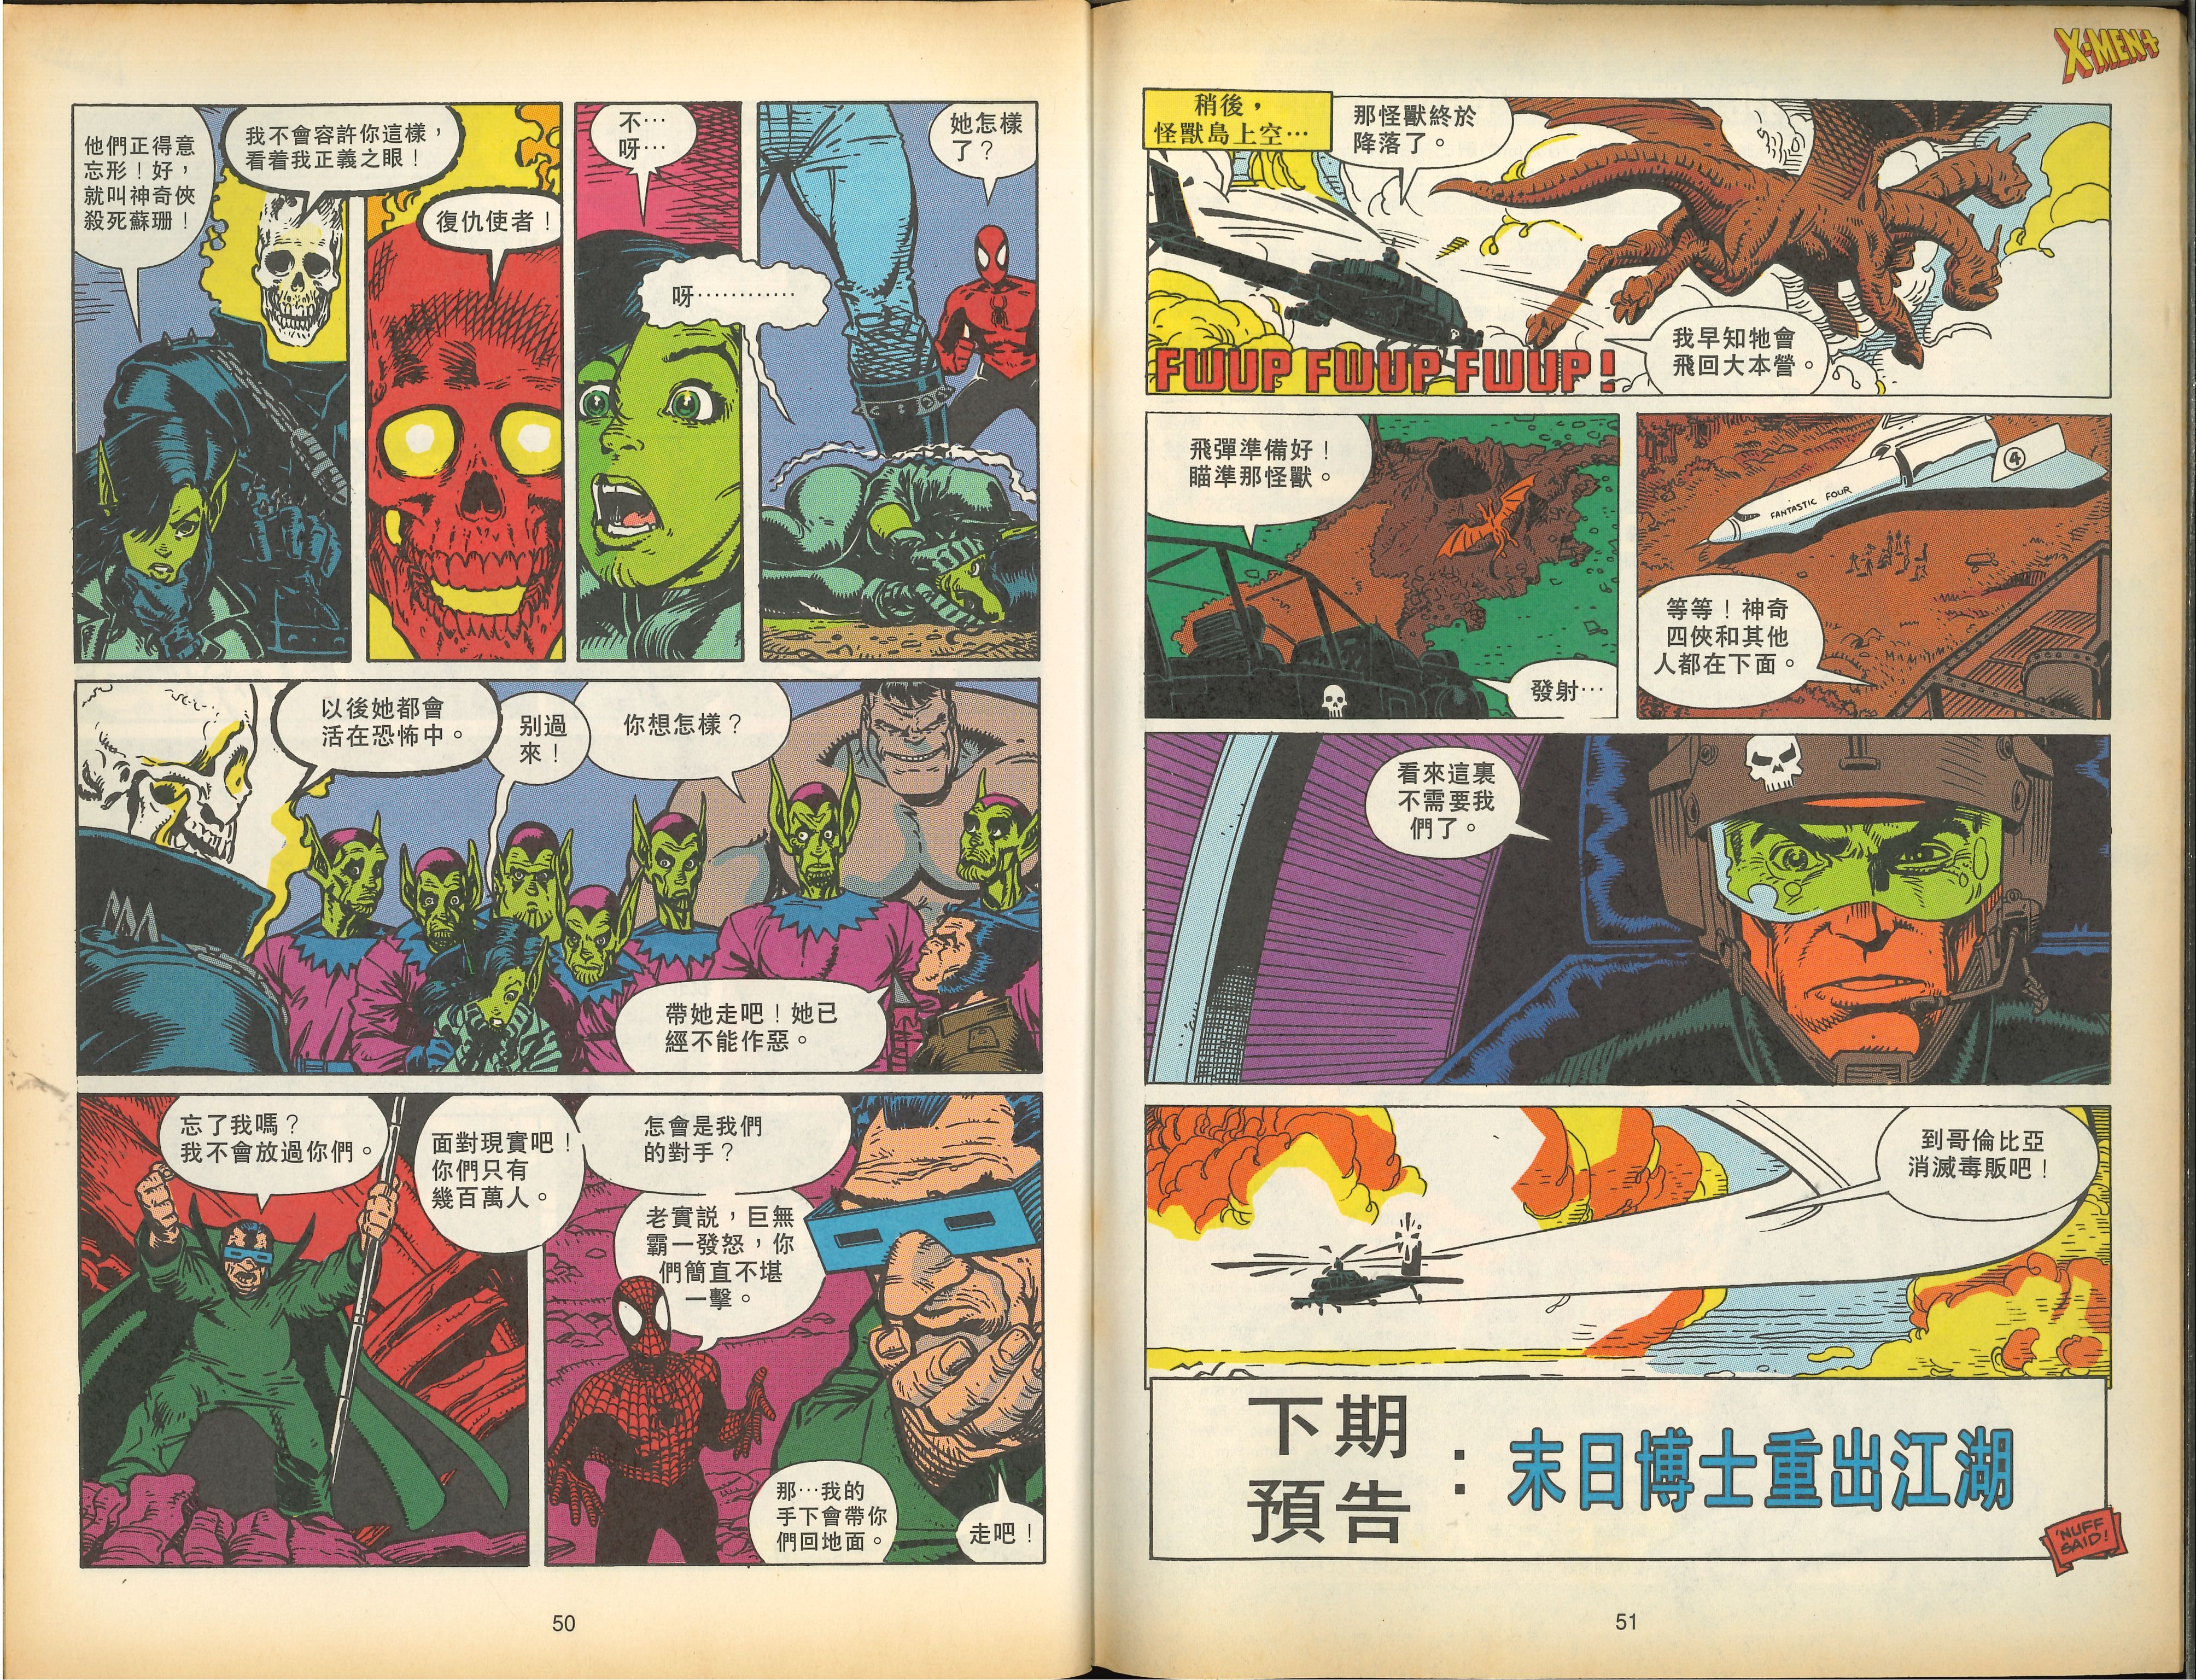 他們正得意
忘形！好，
就叫神奇俠
殺死蘇珊！
我不會容許你這樣，
看着我正義之眼！
復仇使者！
不…
呀…
呀…………
她怎樣
了？
以後她都會
活在恐怖中。
別過
來！
你想怎樣？
帶她走吧！她已
經不能作惡。
忘了我嗎？
我不會放過你們。
面對現實吧！
你們只有
幾百萬人。
怎會是我們
的對手？
老實説，巨無
霸一發怒，你
們簡直不堪
一擊。
那…我的
手下會帶你
們回地面。
走吧！
50
X-MEN+
稍後，
怪獸島上空…
那怪獸終於
降落了。
我早知牠會
飛回大本營。
FWUP FWUP FWUP!
飛彈準備好！
瞄準那怪獸。
發射…
4
FANTASTIC FOUR
等等！神奇
四俠和其他
人都在下面。
看來這裏
不需要我
們了。
到哥倫比亞
消滅毒販吧！
下期
預告
：末日博士重出江湖
'NUFF
SAID!
51